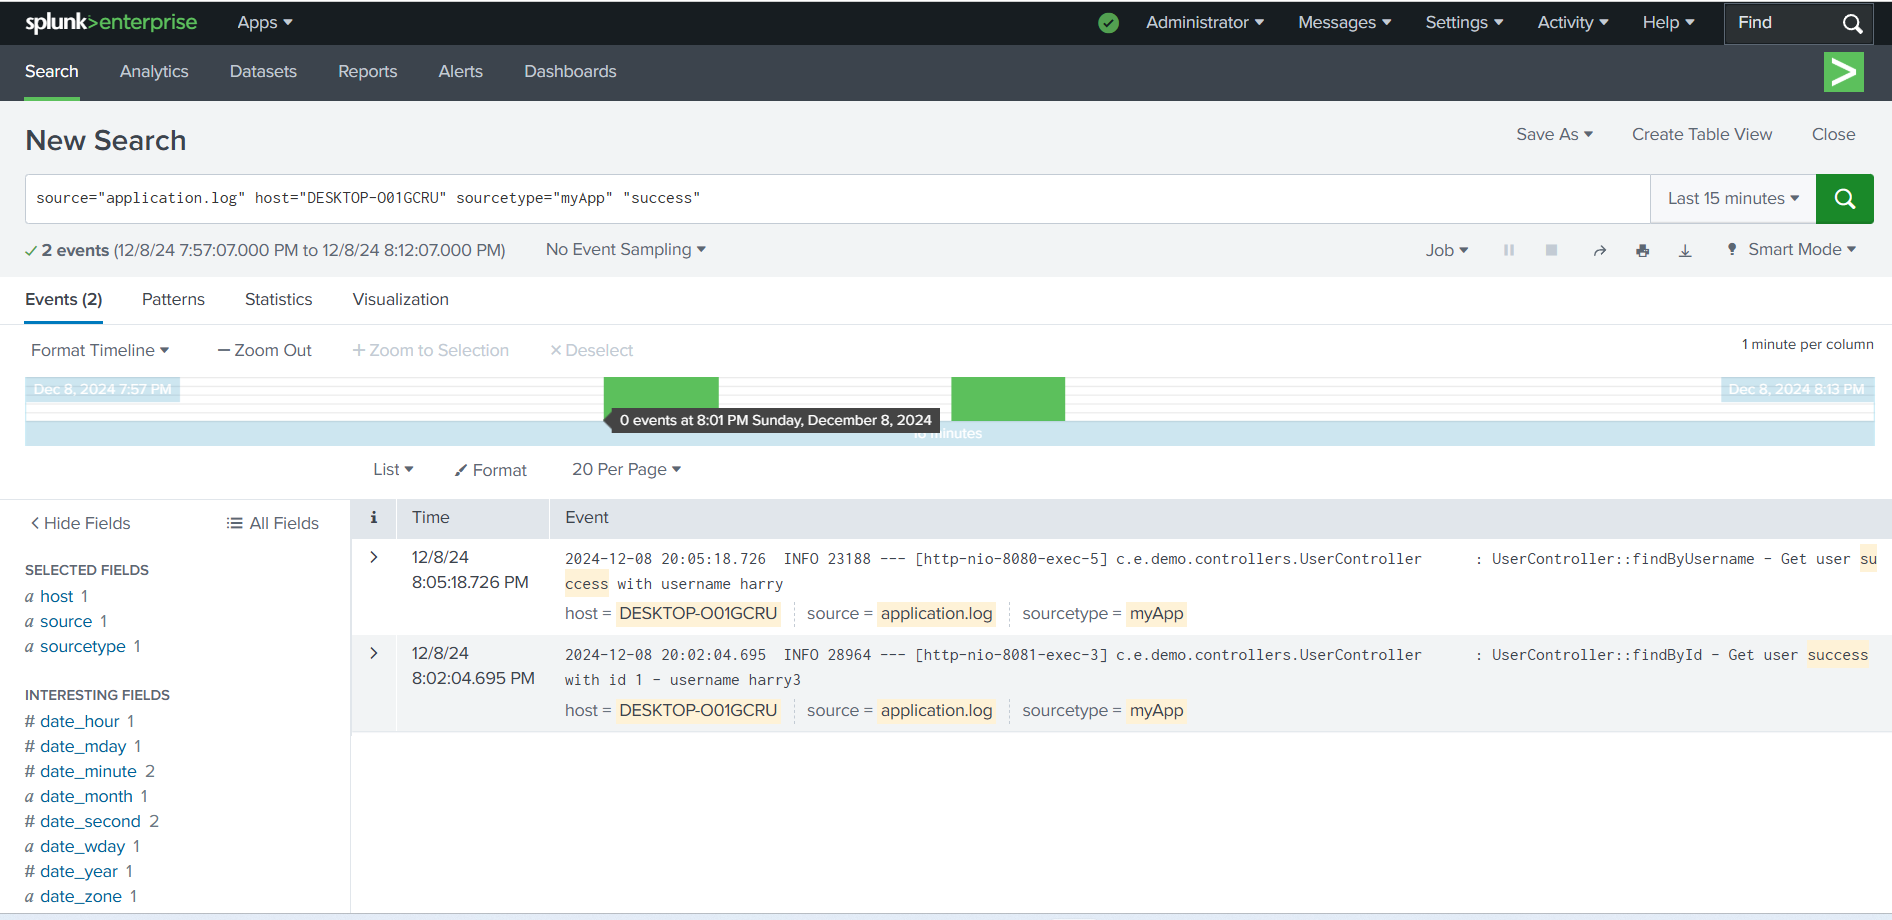 splunk>enterprise Apps Administrator Messages Settings Activity Help Find
Search Analytics Datasets Reports Alerts Dashboards
New Search Save As Create Table View Close
source="application.log" host="DESKTOP-O01GCRU" sourcetype="myApp" "success" Last 15 minutes
2 events (12/8/24 7:57:07.000 PM to 12/8/24 8:12:07.000 PM) No Event Sampling Job Smart Mode
Events (2) Patterns Statistics Visualization
Format Timeline — Zoom Out + Zoom to Selection × Deselect 1 minute per column
Dec 8, 2024 7:57 PM Dec 8, 2024 8:13 PM
0 events at 8:01 PM Sunday, December 8, 2024
minutes
List Format 20 Per Page
< Hide Fields All Fields
SELECTED FIELDS
a host 1
a source 1
a sourcetype 1
INTERESTING FIELDS
# date_hour 1
# date_mday 1
# date_minute 2
a date_month 1
# date_second 2
a date_wday 1
# date_year 1
a date_zone 1
i Time Event
> 12/8/24 2024-12-08 20:05:18.726 INFO 23188 --- [http-nio-8080-exec-5] c.e.demo.controllers.UserController : UserController::findByUsername - Get user su
8:05:18.726 PM ccess with username harry
host = DESKTOP-O01GCRU source = application.log sourcetype = myApp
> 12/8/24 2024-12-08 20:02:04.695 INFO 28964 --- [http-nio-8081-exec-3] c.e.demo.controllers.UserController : UserController::findById - Get user success
8:02:04.695 PM with id 1 - username harry3
host = DESKTOP-O01GCRU source = application.log sourcetype = myApp